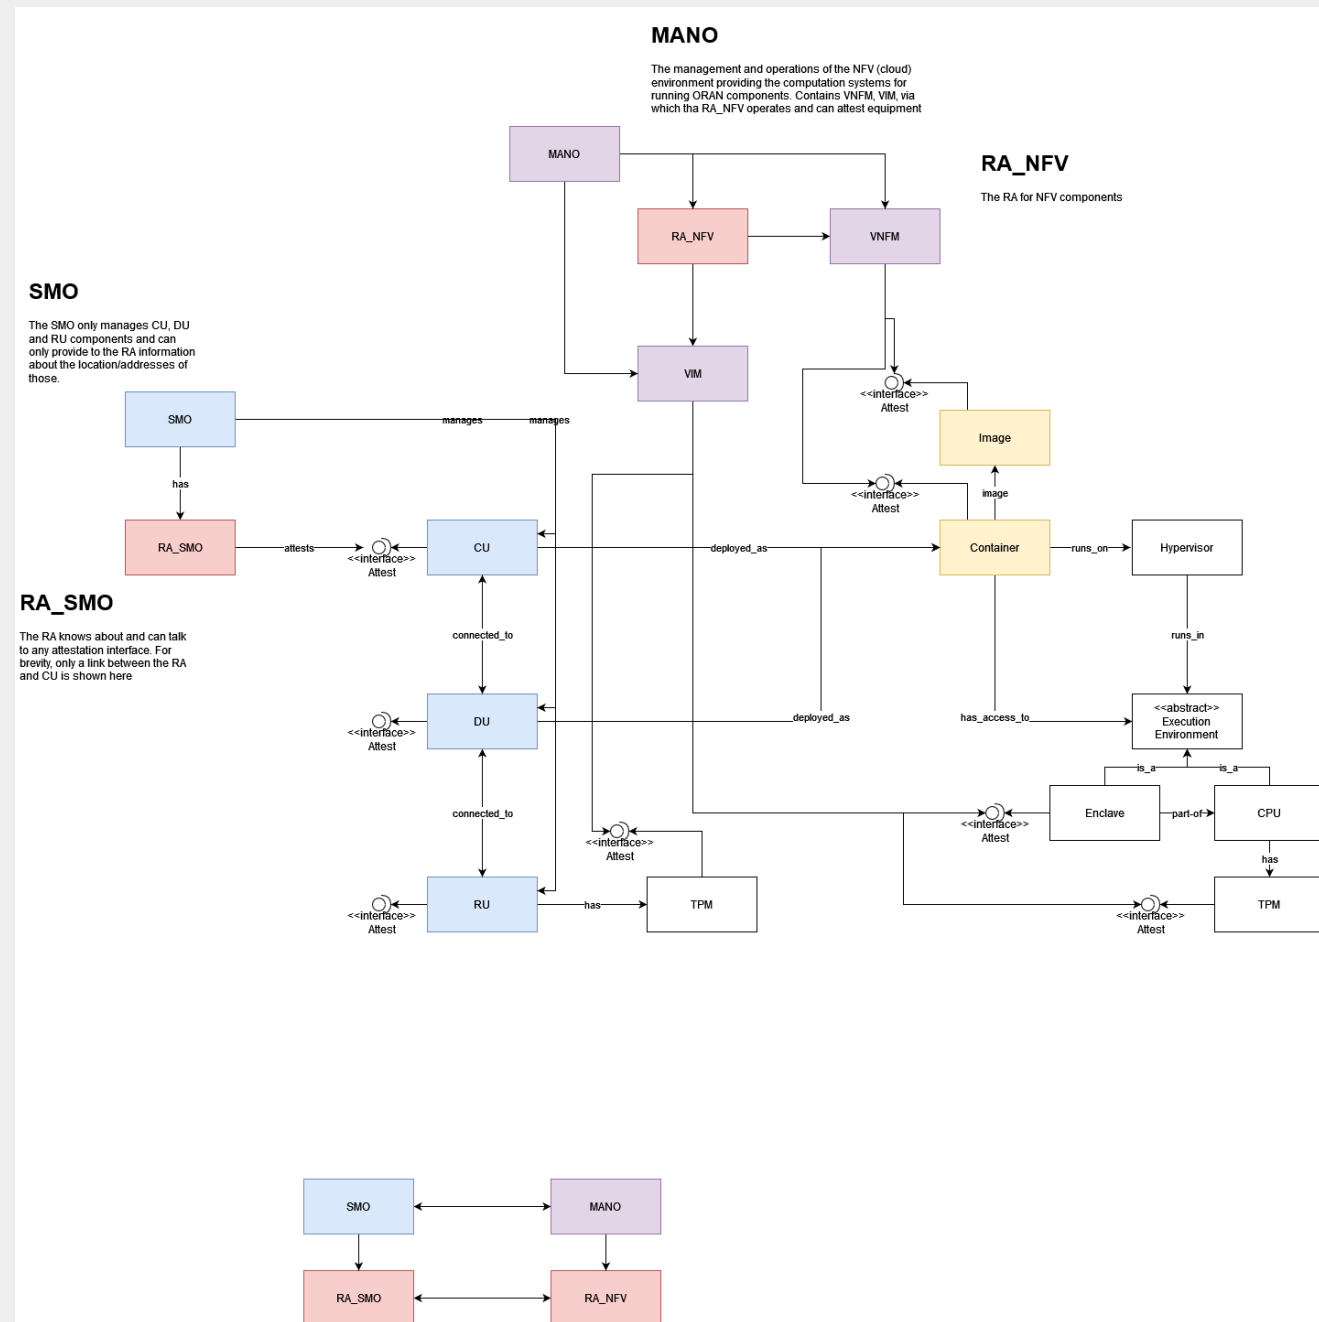 MANO
The management and operations of the NFV (cloud)
environment providing the computation systems for
running ORAN components. Contains VNFM, VIM, via
which tha RA_NFV operates and can attest equipment
MANO
RA_NFV
The RA for NFV components
RA_NFV
VNFM
SMO
The SMO only manages CU, DU
and RU components and can
only provide to the RA information
about the location/addresses of
those.
VIM
<<interface>>
Attest
SMO
manages
manages
Image
has
<<interface>>
Attest
image
RA_SMO
attests
<<interface>>
Attest
CU
deployed_as
Container
runs_on
Hypervisor
RA_SMO
The RA knows about and can talk
to any attestation interface. For
brevity, only a link between the RA
and CU is shown here
connected_to
runs_in
<<interface>>
Attest
DU
deployed_as
has_access_to
<<abstract>>
Execution
Environment
is_a
is_a
connected_to
<<interface>>
Attest
<<interface>>
Attest
Enclave
part-of
CPU
has
<<interface>>
Attest
RU
has
TPM
<<interface>>
Attest
TPM
SMO
MANO
RA_SMO
RA_NFV